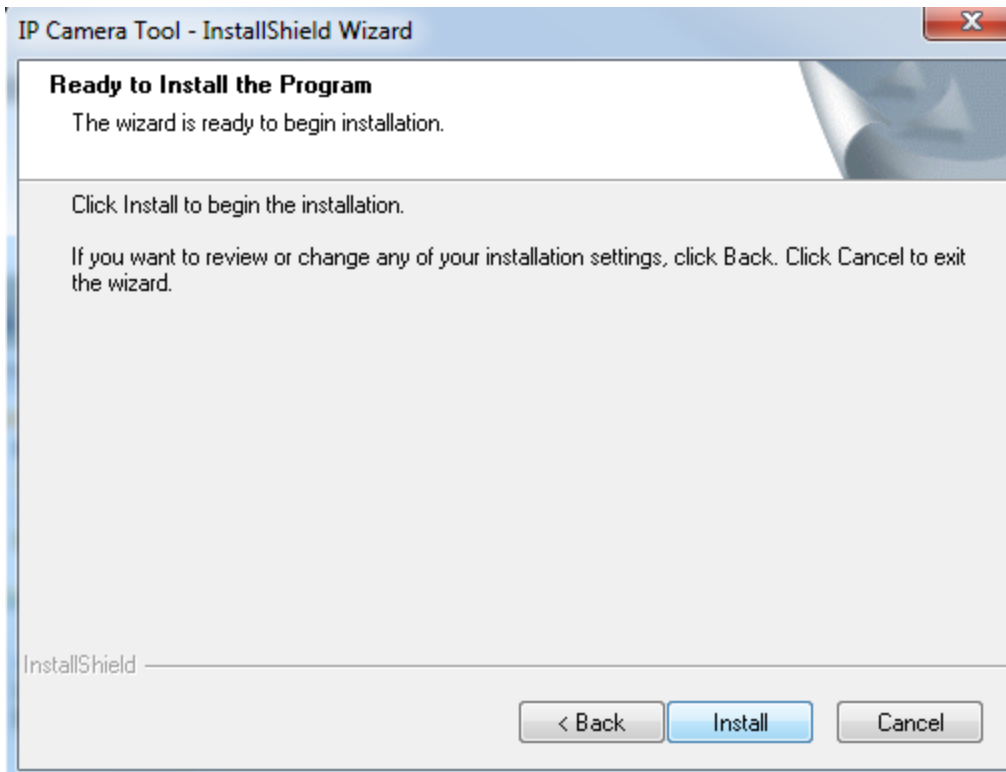 IP Camera Tool - InstallShield Wizard
Ready to Install the Program
The wizard is ready to begin installation.
Click Install to begin the installation.
If you want to review or change any of your installation settings, click Back. Click Cancel to exit
the wizard.
InstallShield
< Back Install Cancel